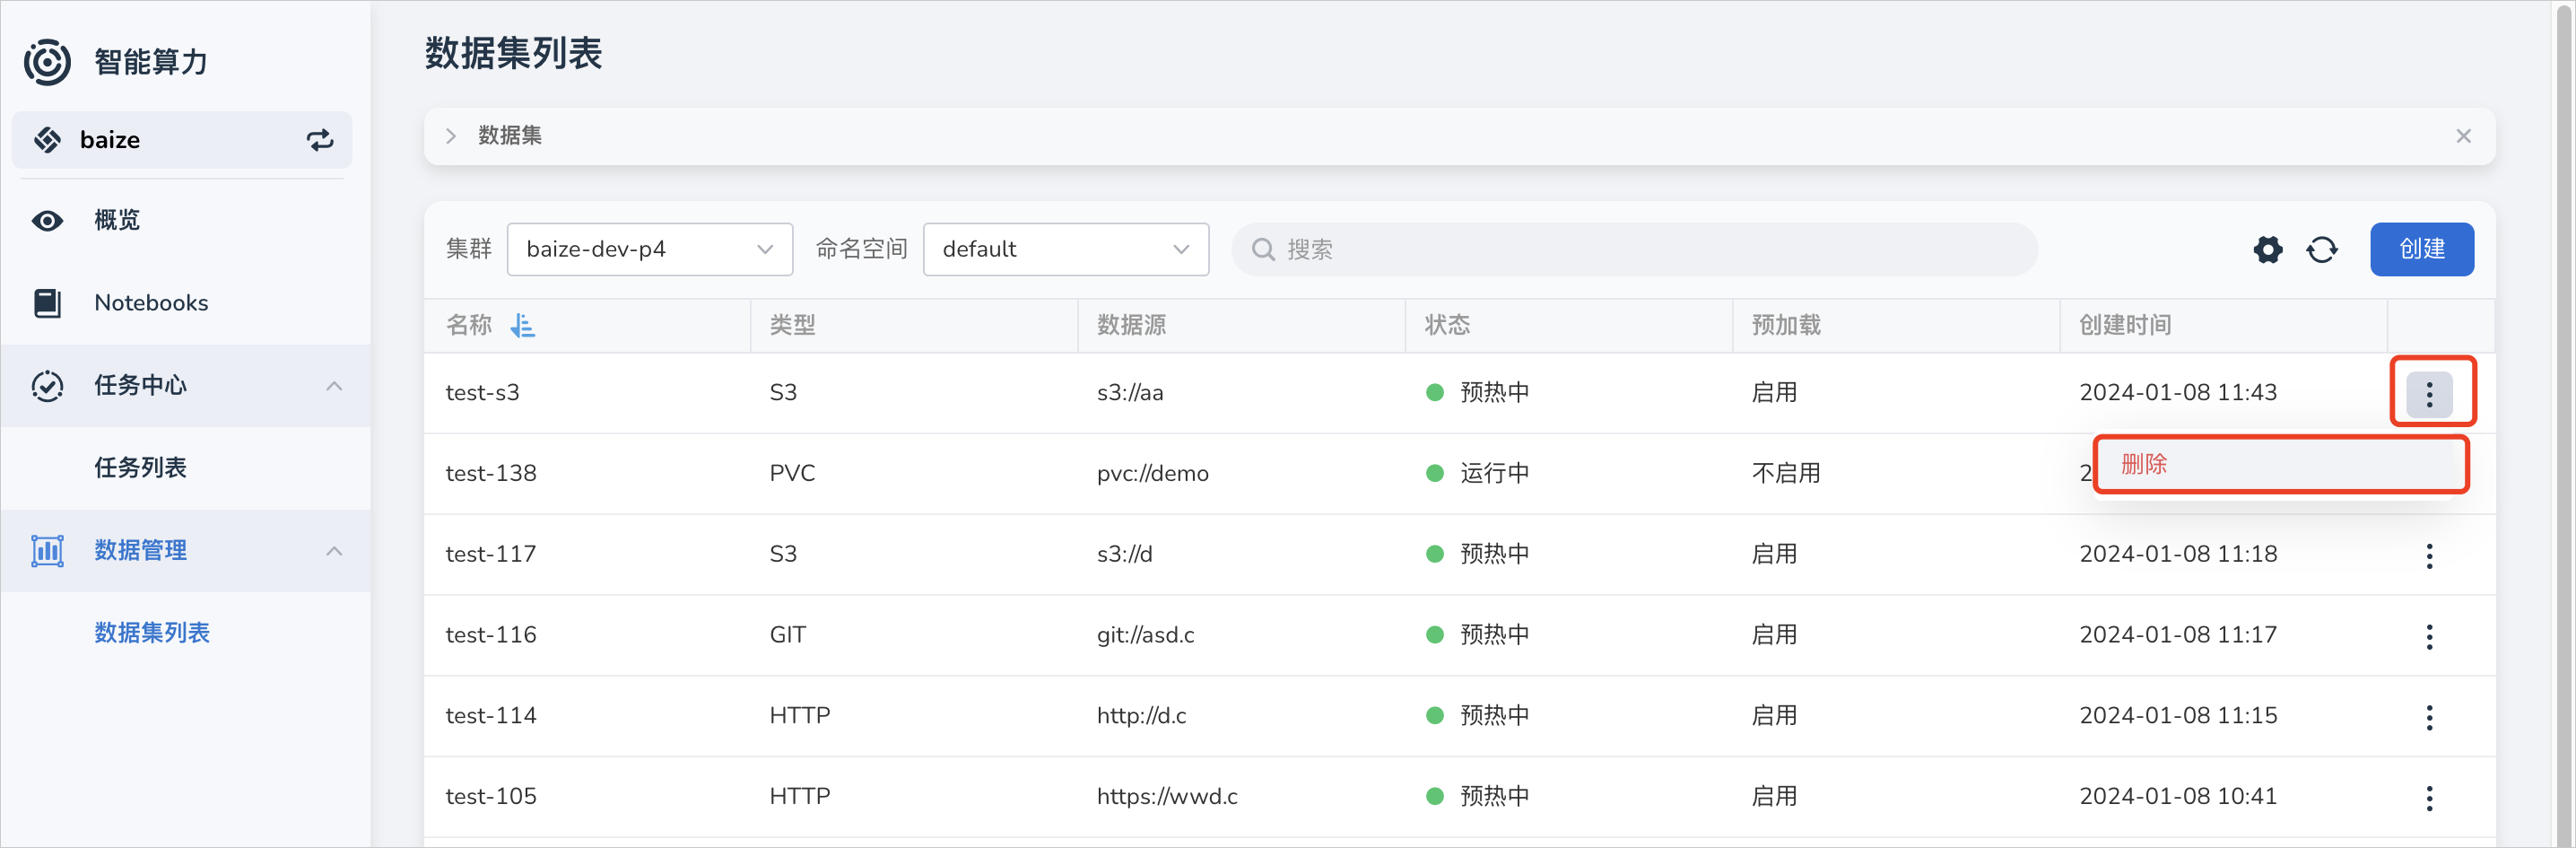 智能算力
baize
概览
Notebooks
任务中心
任务列表
数据管理
数据集列表
数据集列表
数据集
集群 baize-dev-p4 命名空间 default 搜索 创建
名称 类型 数据源 状态 预加载 创建时间
test-s3 S3 s3://aa 预热中 启用 2024-01-08 11:43
删除
test-138 PVC pvc://demo 运行中 不启用 2
test-117 S3 s3://d 预热中 启用 2024-01-08 11:18
test-116 GIT git://asd.c 预热中 启用 2024-01-08 11:17
test-114 HTTP http://d.c 预热中 启用 2024-01-08 11:15
test-105 HTTP https://wwd.c 预热中 启用 2024-01-08 10:41